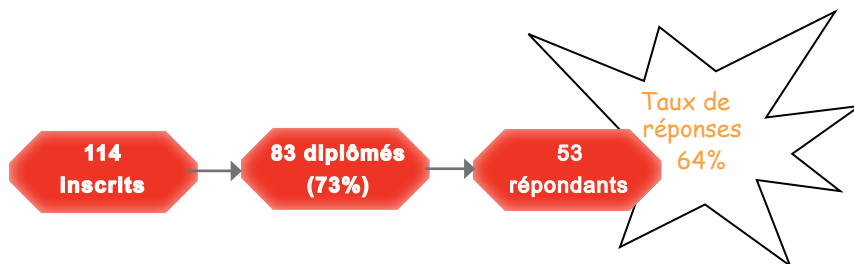 114
inscrits
83 diplômés
(73%)
53
répondants
Taux de
réponses
64%